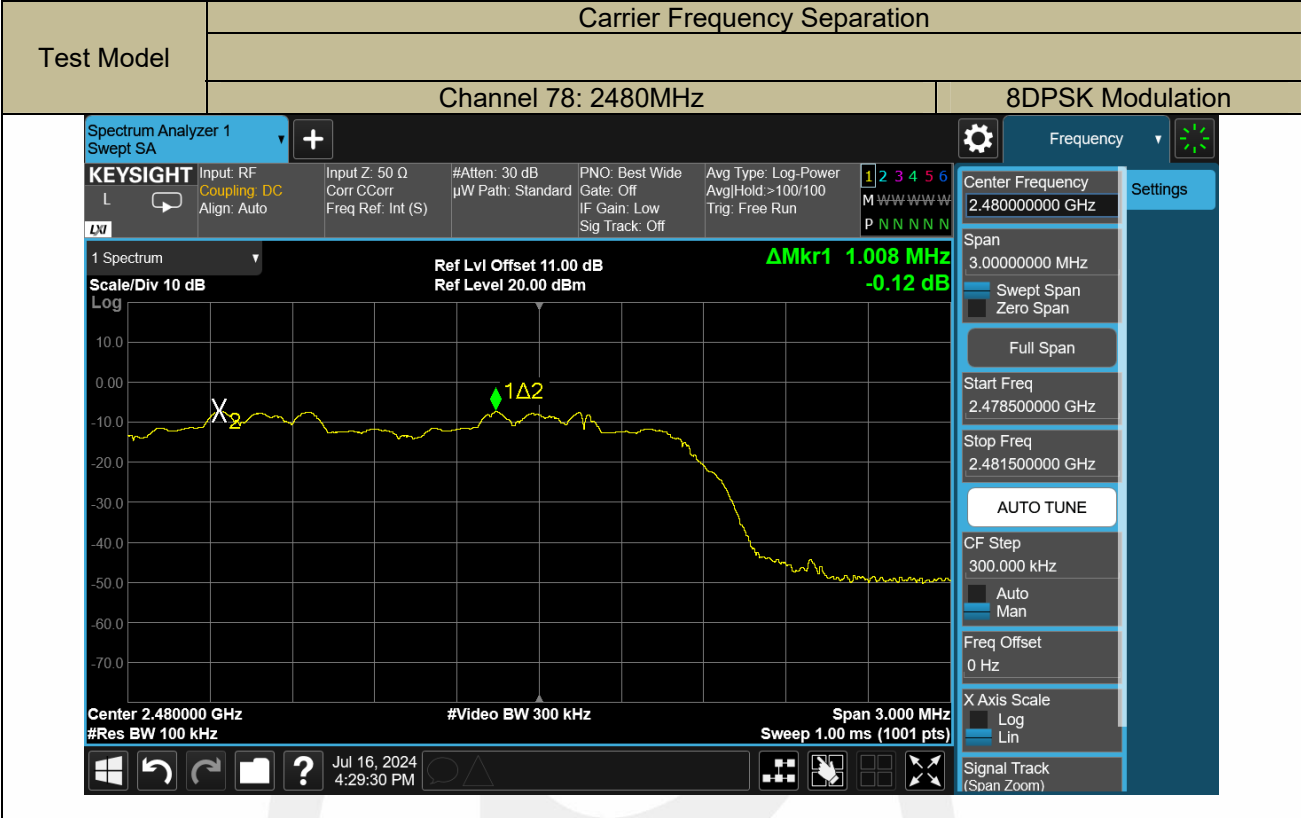 Carrier Frequency Separation
Test Model
Channel 78: 2480MHz 8DPSK Modulation
Spectrum Analyzer 1
Swept SA
+
Frequency
KEYSIGHT
L
LXI
Input: RF
Coupling: DC
Align: Auto
Input Z: 50 Ω
Corr CCorr
Freq Ref: Int (S)
#Atten: 30 dB
µW Path: Standard
PNO: Best Wide
Gate: Off
IF Gain: Low
Sig Track: Off
Avg Type: Log-Power
Avg|Hold:>100/100
Trig: Free Run
1 2 3 4 5 6
M W W W W W
P N N N N N
1 Spectrum
Scale/Div 10 dB
Log
Ref Lvl Offset 11.00 dB
Ref Level 20.00 dBm
ΔMkr1 1.008 MHz
-0.12 dB
10.0
0.00
-10.0
-20.0
-30.0
-40.0
-50.0
-60.0
-70.0
X2
1Δ2
Center 2.480000 GHz
#Res BW 100 kHz
#Video BW 300 kHz
Span 3.000 MHz
Sweep 1.00 ms (1001 pts)
?
Jul 16, 2024
4:29:30 PM
Center Frequency
2.480000000 GHz
Settings
Span
3.00000000 MHz
Swept Span
Zero Span
Full Span
Start Freq
2.478500000 GHz
Stop Freq
2.481500000 GHz
AUTO TUNE
CF Step
300.000 kHz
Auto
Man
Freq Offset
0 Hz
X Axis Scale
Log
Lin
Signal Track
(Span Zoom)